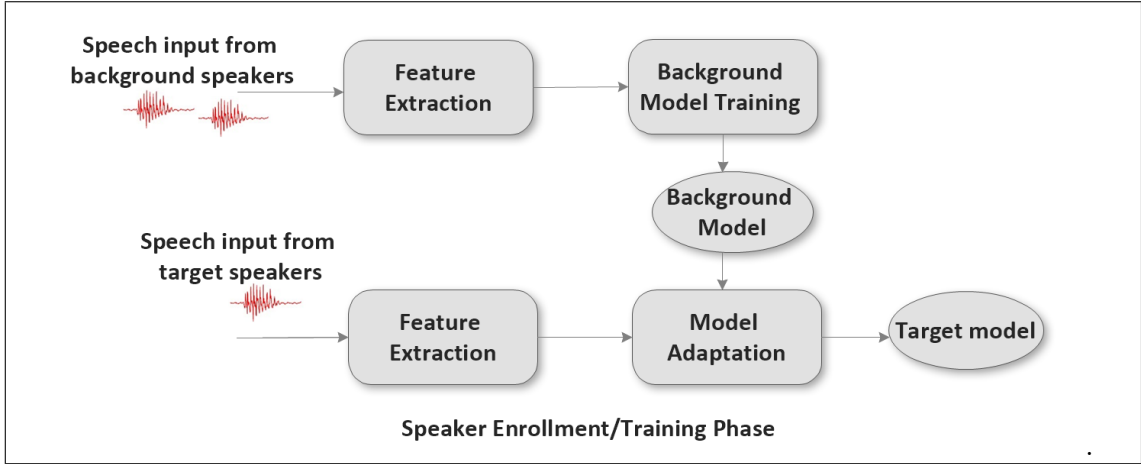 Speech input from
background speakers
Feature
Extraction
Background
Model Training
Background
Model
Speech input from
target speakers
Feature
Extraction
Model
Adaptation
Target model
Speaker Enrollment/Training Phase
.